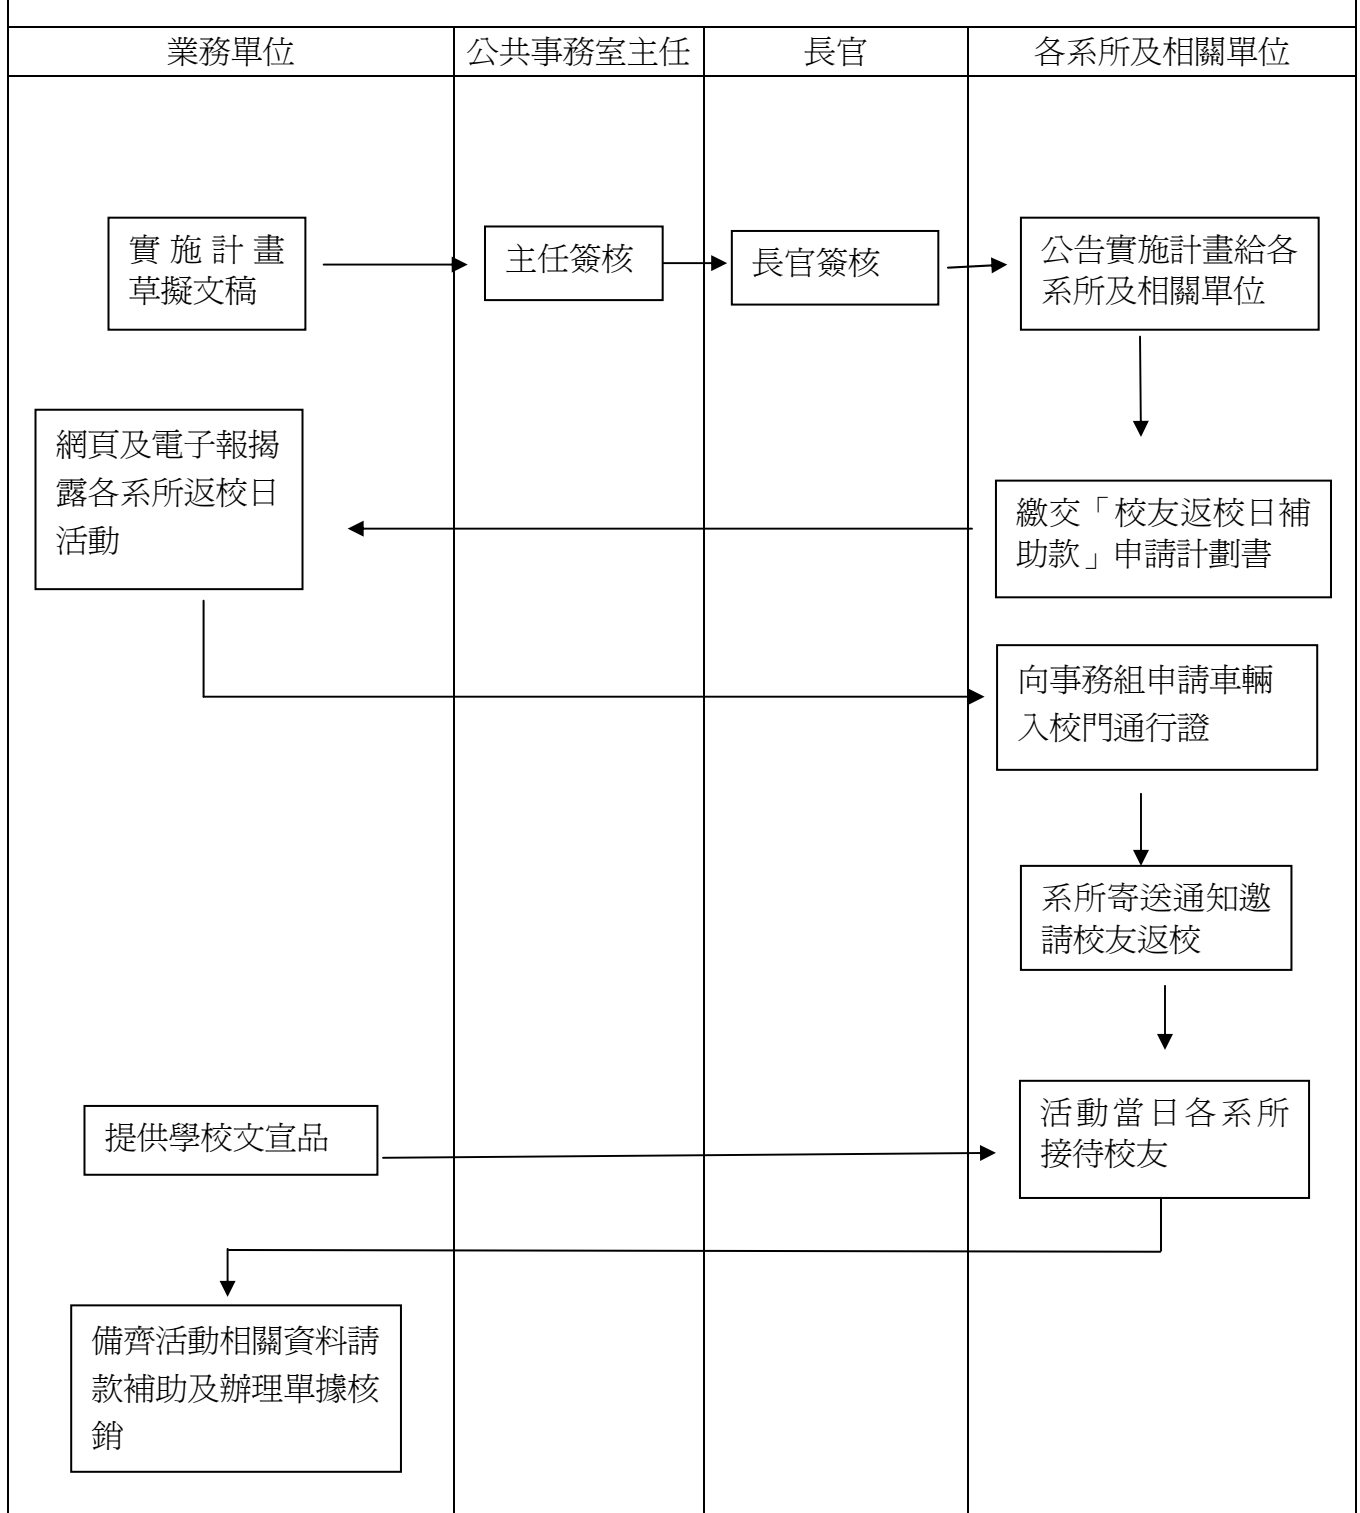 業務單位
公共事務室主任
長官
各系所及相關單位
實施計畫
草擬文稿
主任簽核
長官簽核
公告實施計畫給各
系所及相關單位
網頁及電子報揭
露各系所返校日
活動
繳交「校友返校日補
助款」申請計劃書
向事務組申請車輛
入校門通行證
系所寄送通知邀
請校友返校
提供學校文宣品
活動當日各系所
接待校友
備齊活動相關資料請
款補助及辦理單據核
銷